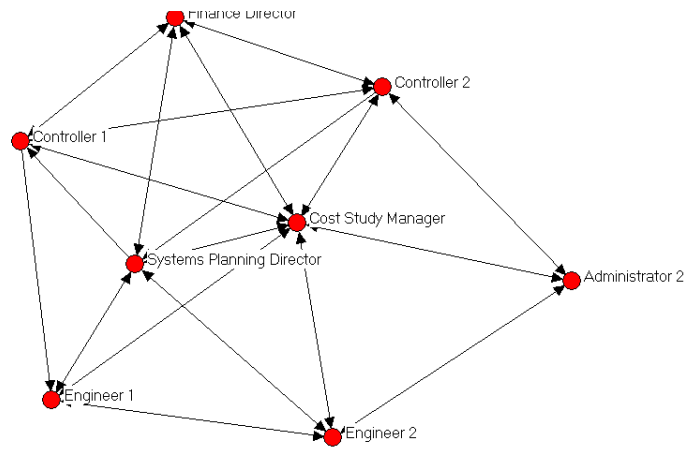 Finance Director
Controller 2
Controller 1
Cost Study Manager
Systems Planning Director
Administrator 2
Engineer 1
Engineer 2